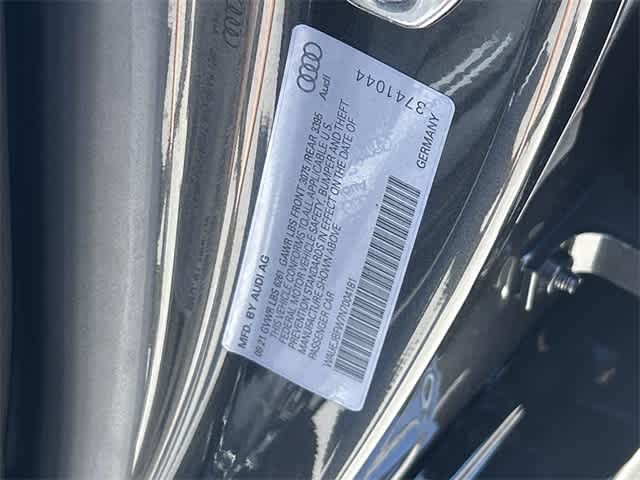 Audi
MFD. BY AUDI AG
09.21 GVWR LBS 6261 GAWR LBS FRONT 3075 /REAR 3395
THIS VEHICLE CONFORMS TO ALL APPLICABLE U.S.
FEDERAL MOTOR VEHICLE SAFETY, BUMPER AND THEFT
PREVENTION STANDARDS IN EFFECT ON THE DATE OF
MANUFACTURE SHOWN ABOVE
PASSENGER CAR
3741044
GERMANY